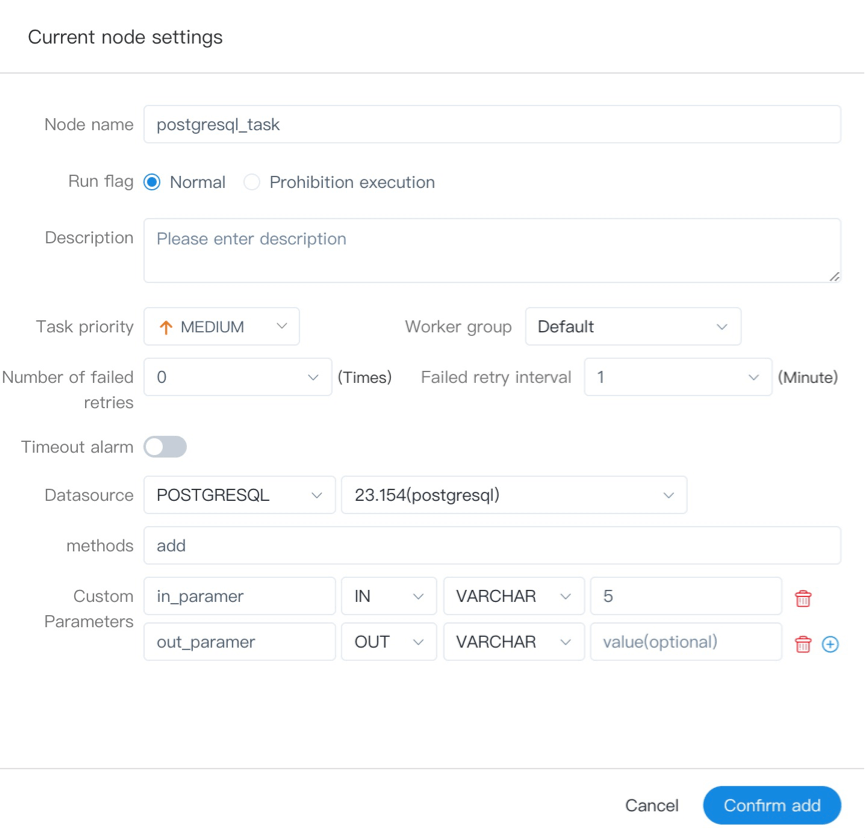 Current node settings
Node name postgresql_task
Run flag Normal Prohibition execution
Description Please enter description
Task priority MEDIUM Worker group Default
Number of failed retries 0 (Times) Failed retry interval 1 (Minute)
Timeout alarm
Datasource POSTGRESQL 23.154(postgresql)
methods add
Custom Parameters in_paramer IN VARCHAR 5
out_paramer OUT VARCHAR value(optional)
Cancel Confirm add